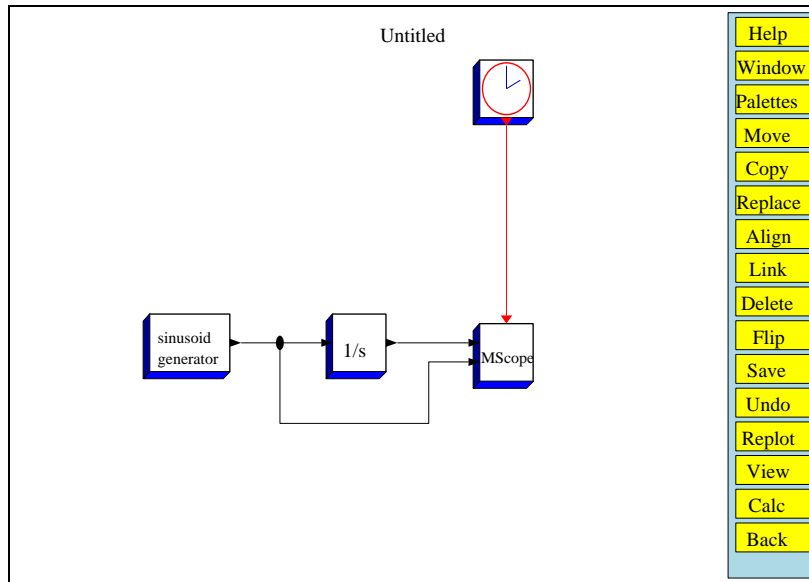 Untitled
sinusoid
generator
1/s
MScope
Help
Window
Palettes
Move
Copy
Replace
Align
Link
Delete
Flip
Save
Undo
Replot
View
Calc
Back